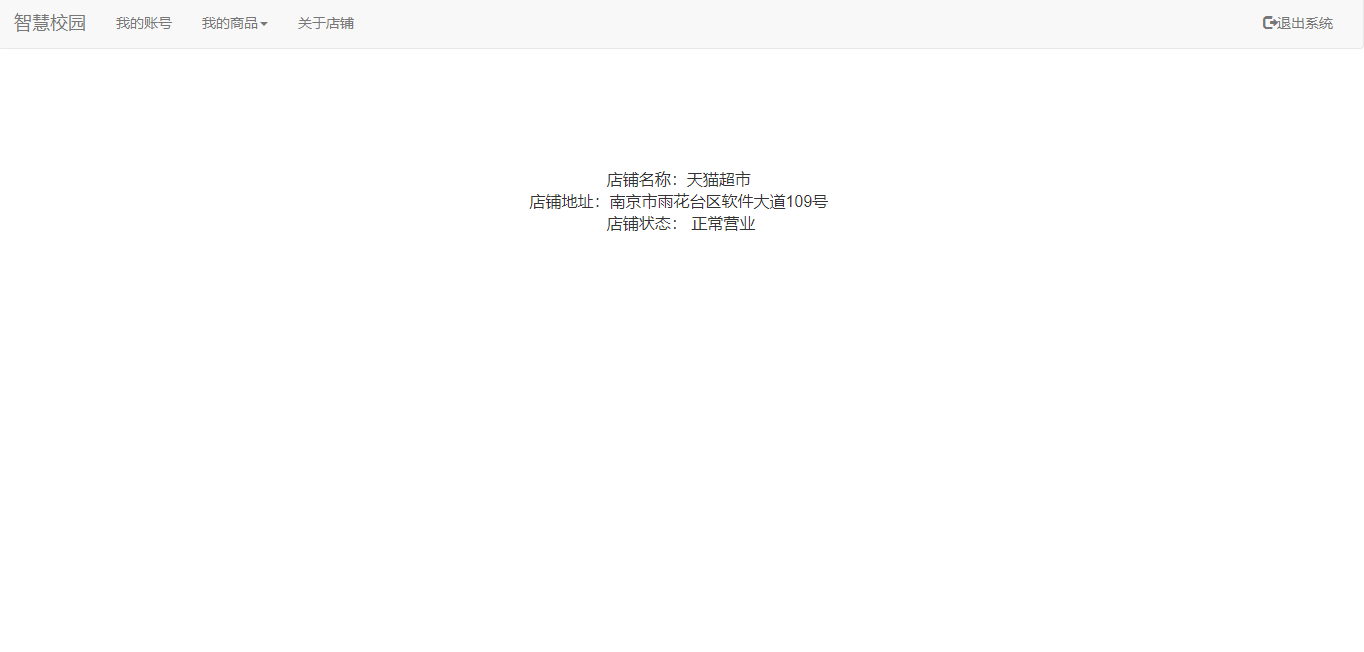 智慧校园 我的账号 我的商品 关于店铺 退出系统
店铺名称：天猫超市
店铺地址：南京市雨花台区软件大道109号
店铺状态： 正常营业